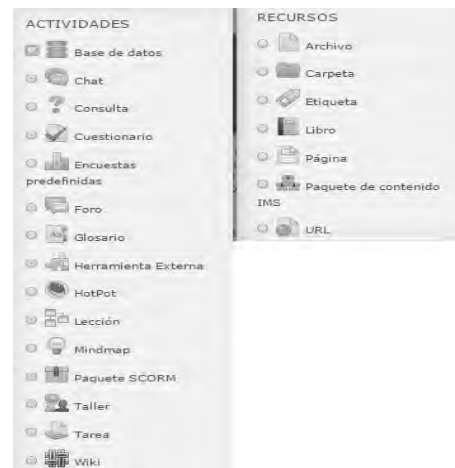 ACTIVIDADES
Base de datos
Chat
Consulta
Cuestionario
Encuestas
predefinidas
Foro
Glosario
Herramienta Externa
HotPot
Lección
Mindmap
Paquete SCORM
Taller
Tarea
Wiki
RECURSOS
Archivo
Carpeta
Etiqueta
Libro
Página
Paquete de contenido
IMS
URL